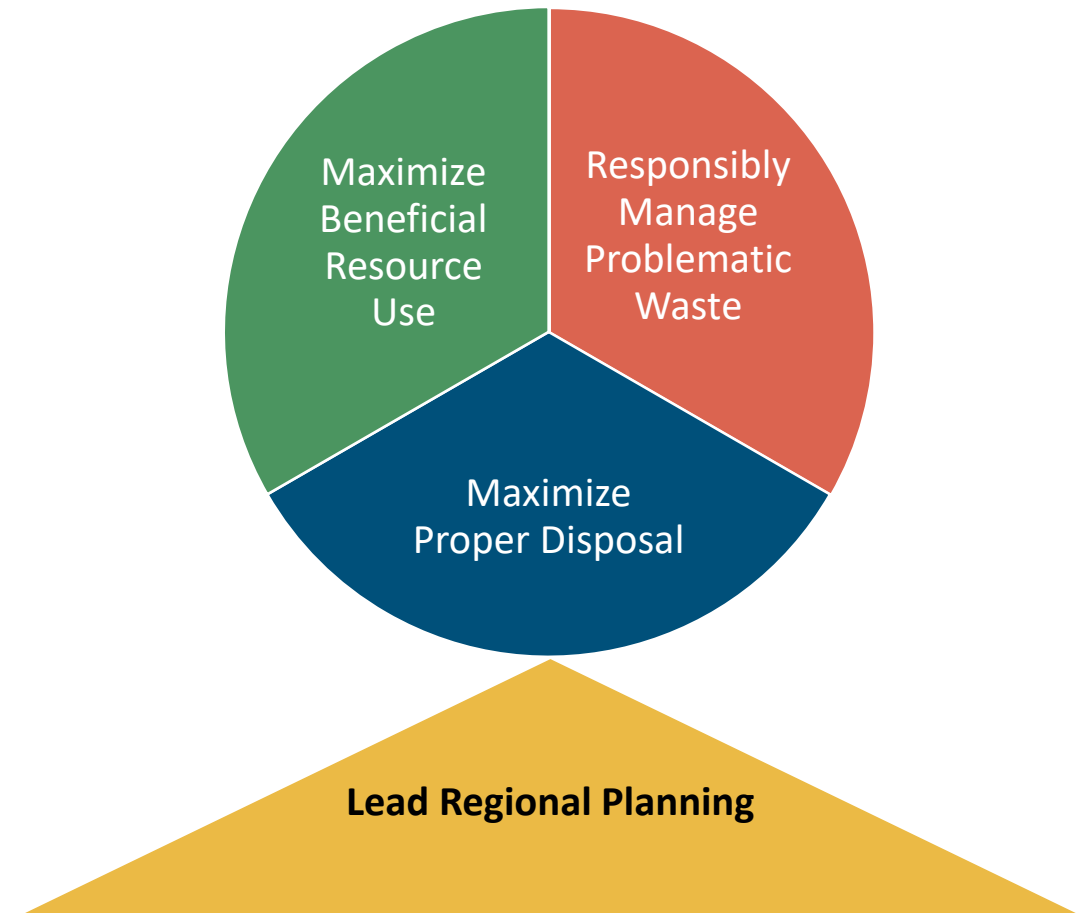 Maximize
Beneficial
Resource
Use
Responsibly
Manage
Problematic
Waste
Maximize
Proper Disposal
Lead Regional Planning